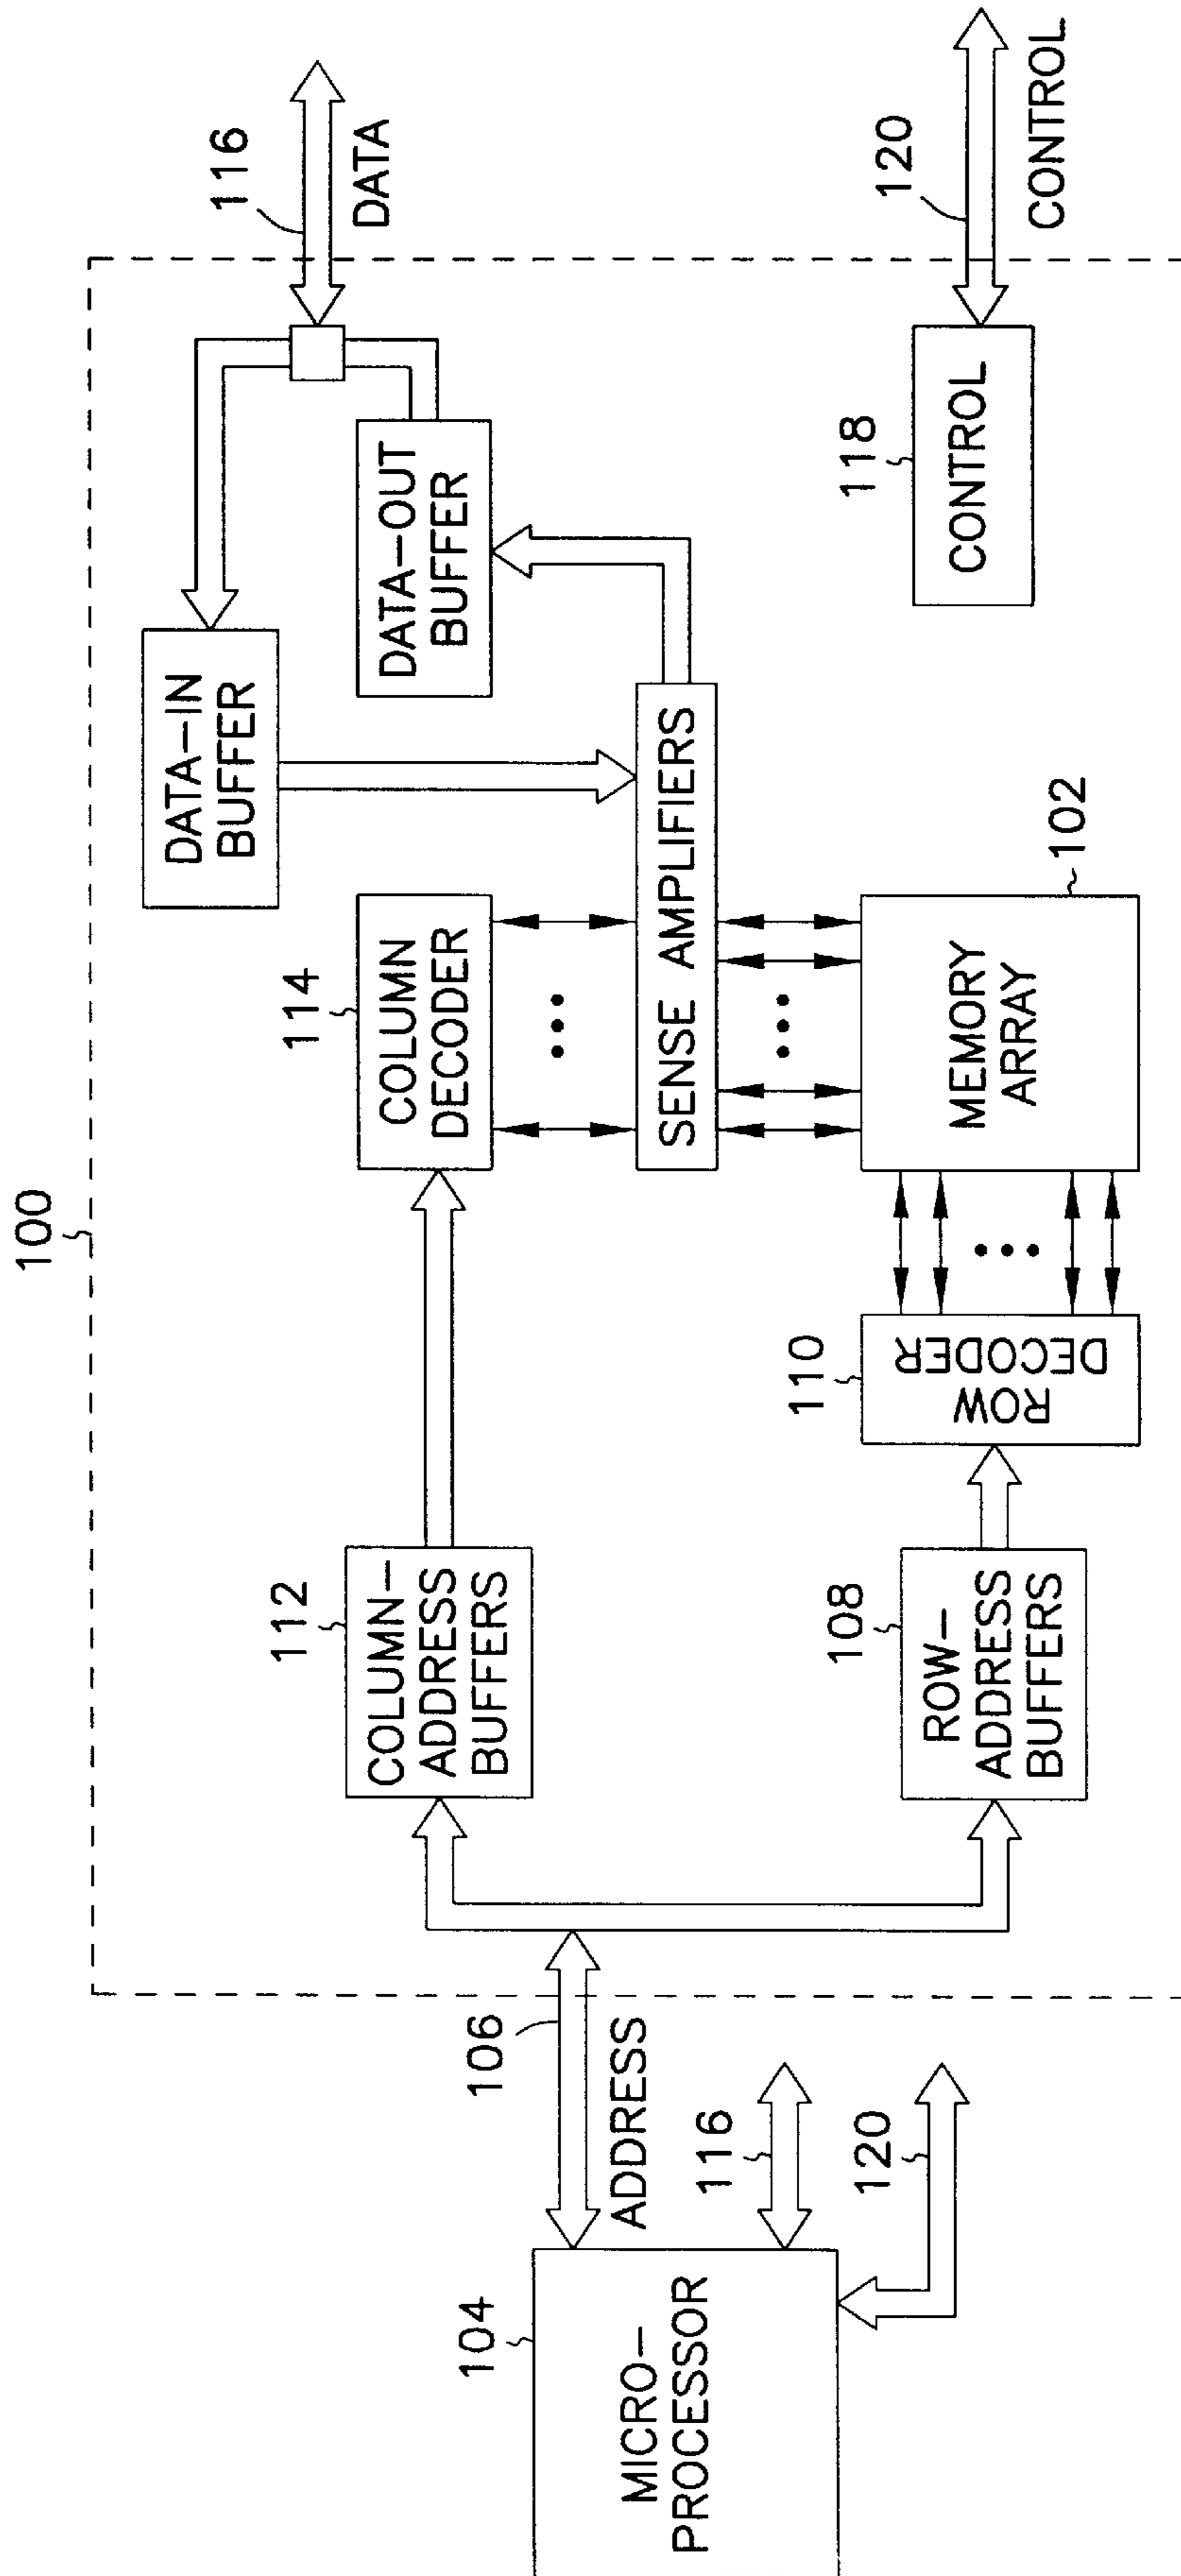 100
104
MICRO-
PROCESSOR
106
ADDRESS
116
120
112
COLUMN-
ADDRESS
BUFFERS
108
ROW-
ADDRESS
BUFFERS
114
COLUMN
DECODER
110
ROW
DECODER
SENSE AMPLIFIERS
102
MEMORY
ARRAY
DATA-IN
BUFFER
DATA-OUT
BUFFER
116
DATA
118
CONTROL
120
CONTROL